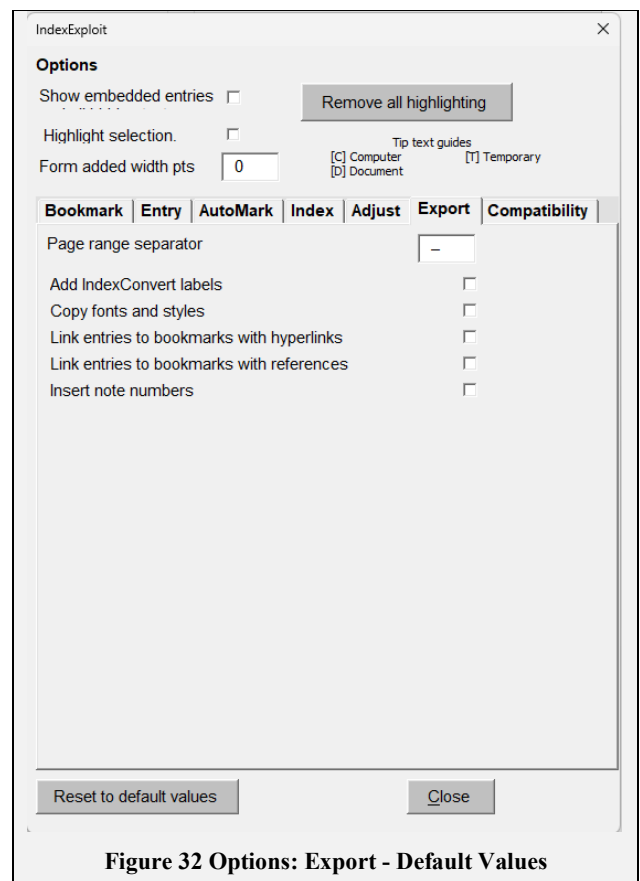 IndexExploit
Options
Show embedded entries
Remove all highlighting
Highlight selection.
Tip text guides
[C] Computer [T] Temporary
[D] Document
Form added width pts 0
Bookmark Entry AutoMark Index Adjust Export Compatibility
Page range separator –
Add IndexConvert labels
Copy fonts and styles
Link entries to bookmarks with hyperlinks
Link entries to bookmarks with references
Insert note numbers
Reset to default values Close
Figure 32 Options: Export - Default Values